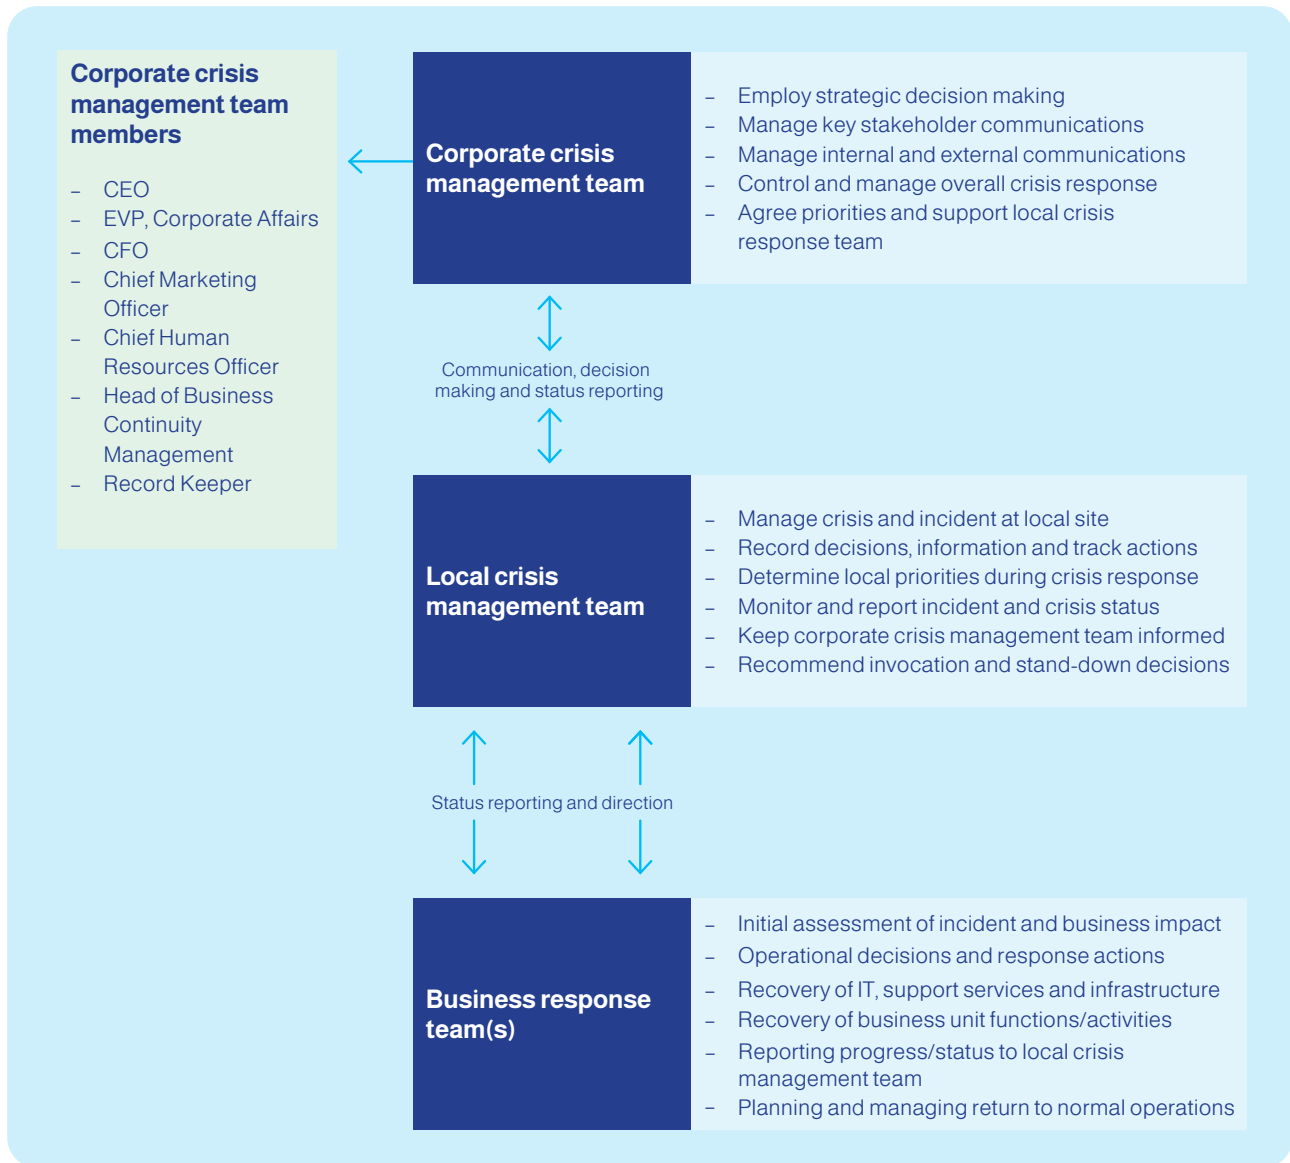 Corporate crisis
management team
members
– CEO
– EVP, Corporate Affairs
– CFO
– Chief Marketing
Officer
– Chief Human
Resources Officer
– Head of Business
Continuity
Management
– Record Keeper
Corporate crisis
management team
– Employ strategic decision making
– Manage key stakeholder communications
– Manage internal and external communications
– Control and manage overall crisis response
– Agree priorities and support local crisis
response team
Communication, decision
making and status reporting
Local crisis
management team
– Manage crisis and incident at local site
– Record decisions, information and track actions
– Determine local priorities during crisis response
– Monitor and report incident and crisis status
– Keep corporate crisis management team informed
– Recommend invocation and stand-down decisions
Status reporting and direction
Business response
team(s)
– Initial assessment of incident and business impact
– Operational decisions and response actions
– Recovery of IT, support services and infrastructure
– Recovery of business unit functions/activities
– Reporting progress/status to local crisis
management team
– Planning and managing return to normal operations